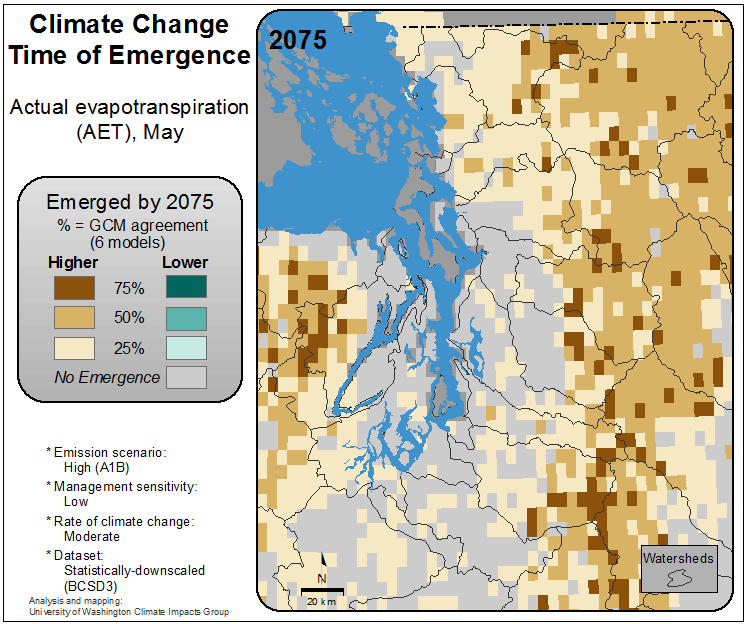 Climate Change
Time of Emergence
Actual evapotranspiration
(AET), May
Emerged by 2075
% = GCM agreement
(6 models)
Higher Lower
75%
50%
25%
No Emergence
* Emission scenario:
High (A1B)
* Management sensitivity:
Low
* Rate of climate change:
Moderate
* Dataset:
Statistically-downscaled
(BCSD3)
Analysis and mapping:
University of Washington Climate Impacts Group
2075
N
20 km
Watersheds